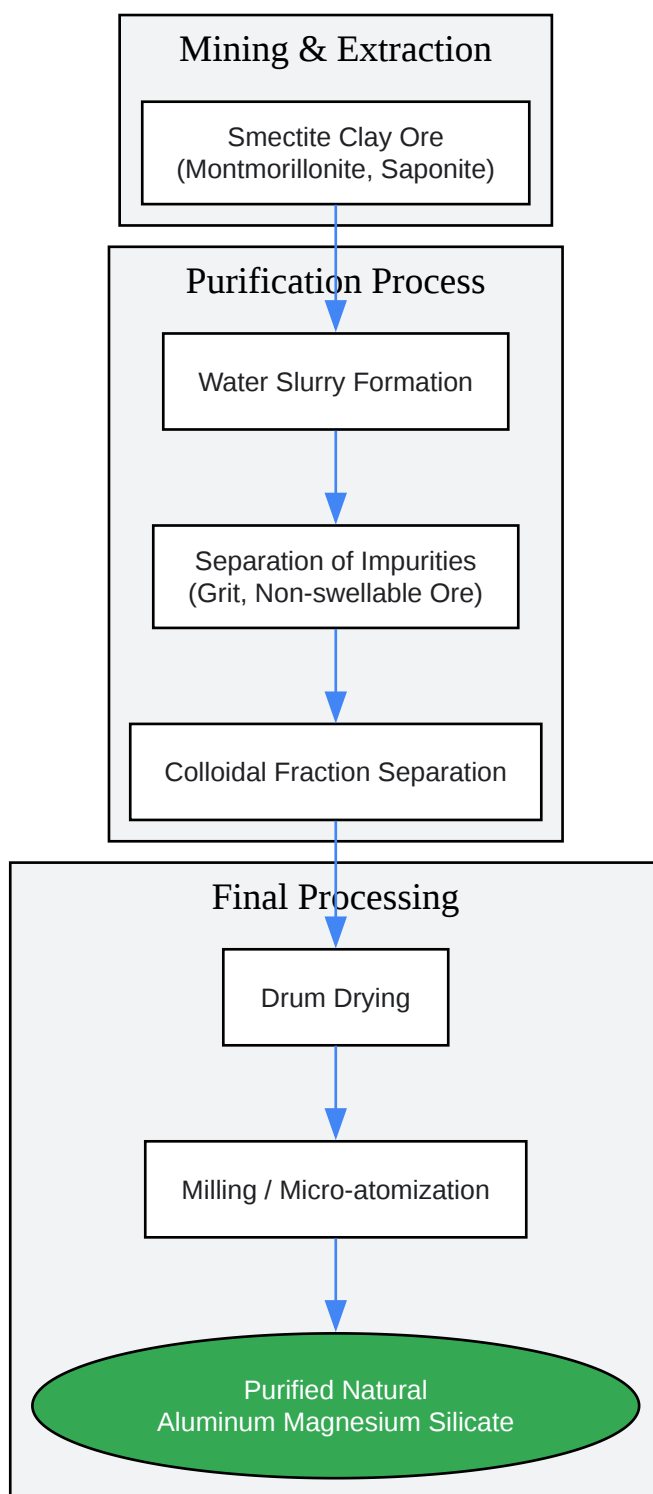 Mining & Extraction
Smectite Clay Ore
(Montmorillonite, Saponite)
Purification Process
Water Slurry Formation
Separation of Impurities
(Grit, Non-swellable Ore)
Colloidal Fraction Separation
Final Processing
Drum Drying
Milling / Micro-atomization
Purified Natural
Aluminum Magnesium Silicate